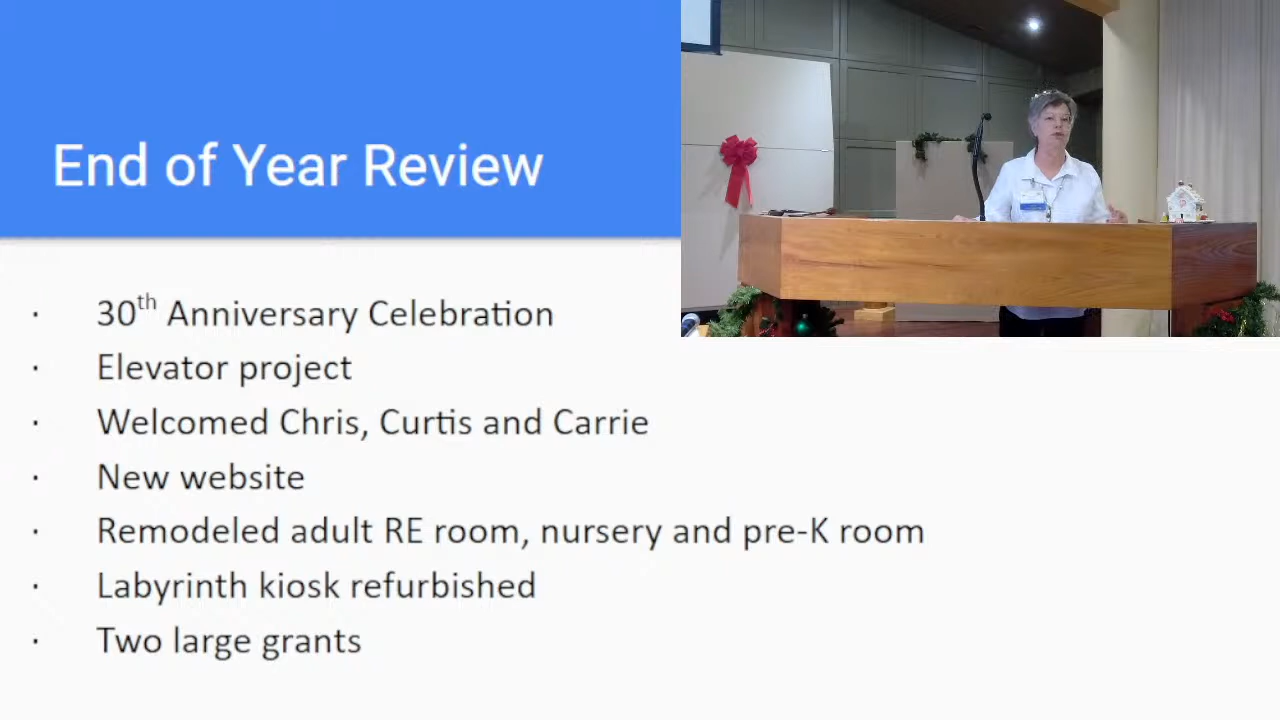 End of Year Review
· 30th Anniversary Celebration
· Elevator project
· Welcomed Chris, Curtis and Carrie
· New website
· Remodeled adult RE room, nursery and pre-K room
· Labyrinth kiosk refurbished
· Two large grants